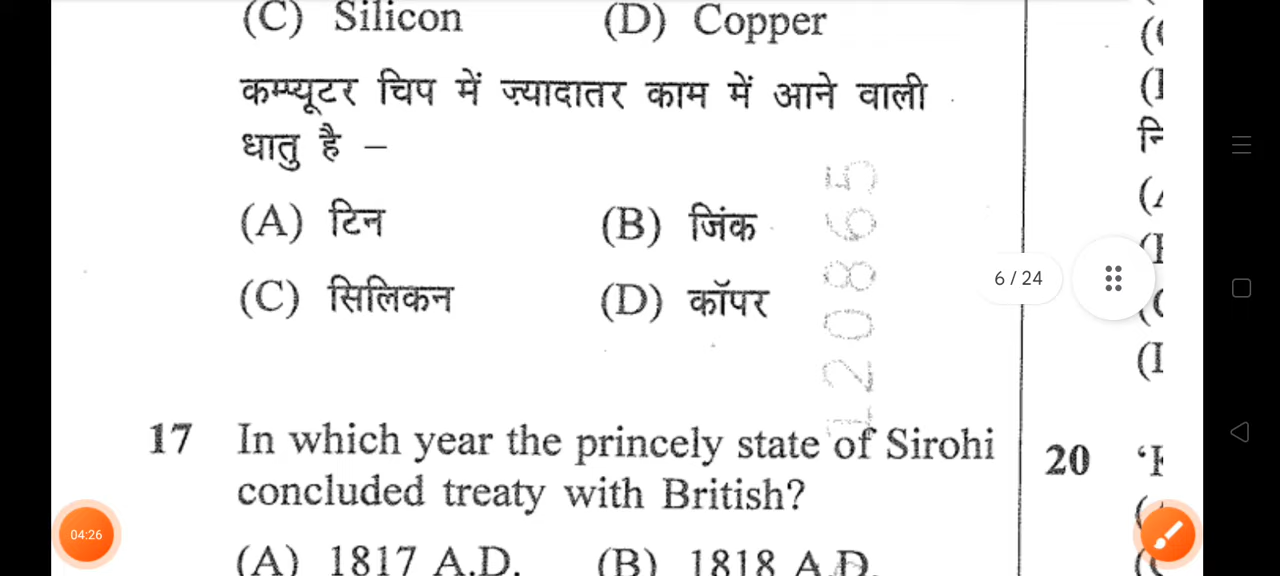 (C) Silicon (D) Copper
कम्प्यूटर चिप में ज़्यादातर काम में आने वाली
धातु है –
(A) टिन (B) जिंक
(C) सिलिकन (D) कॉपर
1220865
6 / 24
17 In which year the princely state of Sirohi
concluded treaty with British?
(A) 1817 A.D. (B) 1818 A.D.
20
04:26